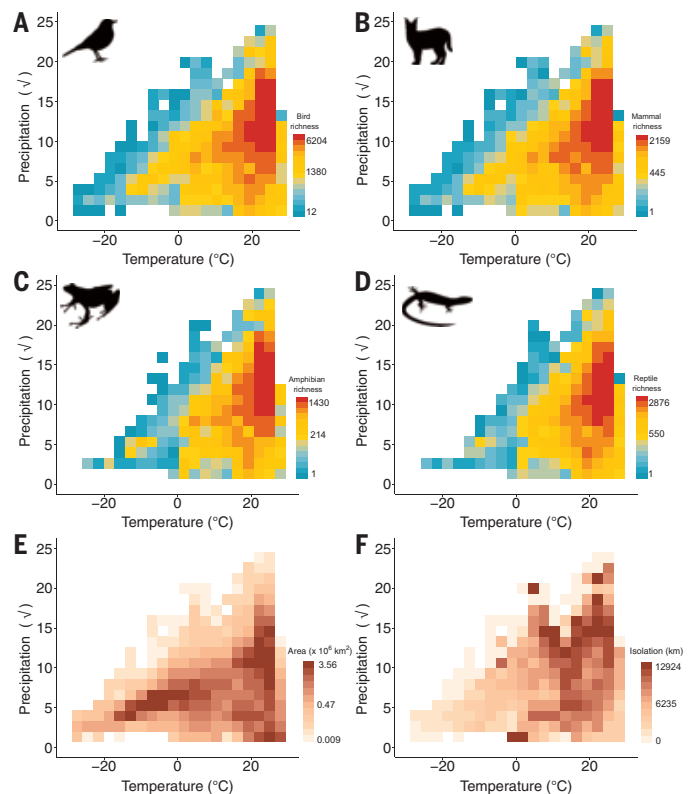 A
B
25
20
15
10
5
0
Precipitation (√)
−20
0
20
Temperature (°C)
Bird
richness
6204
1380
12
25
20
15
10
5
0
Precipitation (√)
−20
0
20
Temperature (°C)
Mammal
richness
2159
445
1
C
D
25
20
15
10
5
0
Precipitation (√)
−20
0
20
Temperature (°C)
Amphibian
richness
1430
214
1
25
20
15
10
5
0
Precipitation (√)
−20
0
20
Temperature (°C)
Reptile
richness
2876
550
1
E
F
25
20
15
10
5
0
Precipitation (√)
−20
0
20
Temperature (°C)
Area (x 10⁶ km²)
3.56
0.47
0.009
25
20
15
10
5
0
Precipitation (√)
−20
0
20
Temperature (°C)
Isolation (km)
12924
6235
0